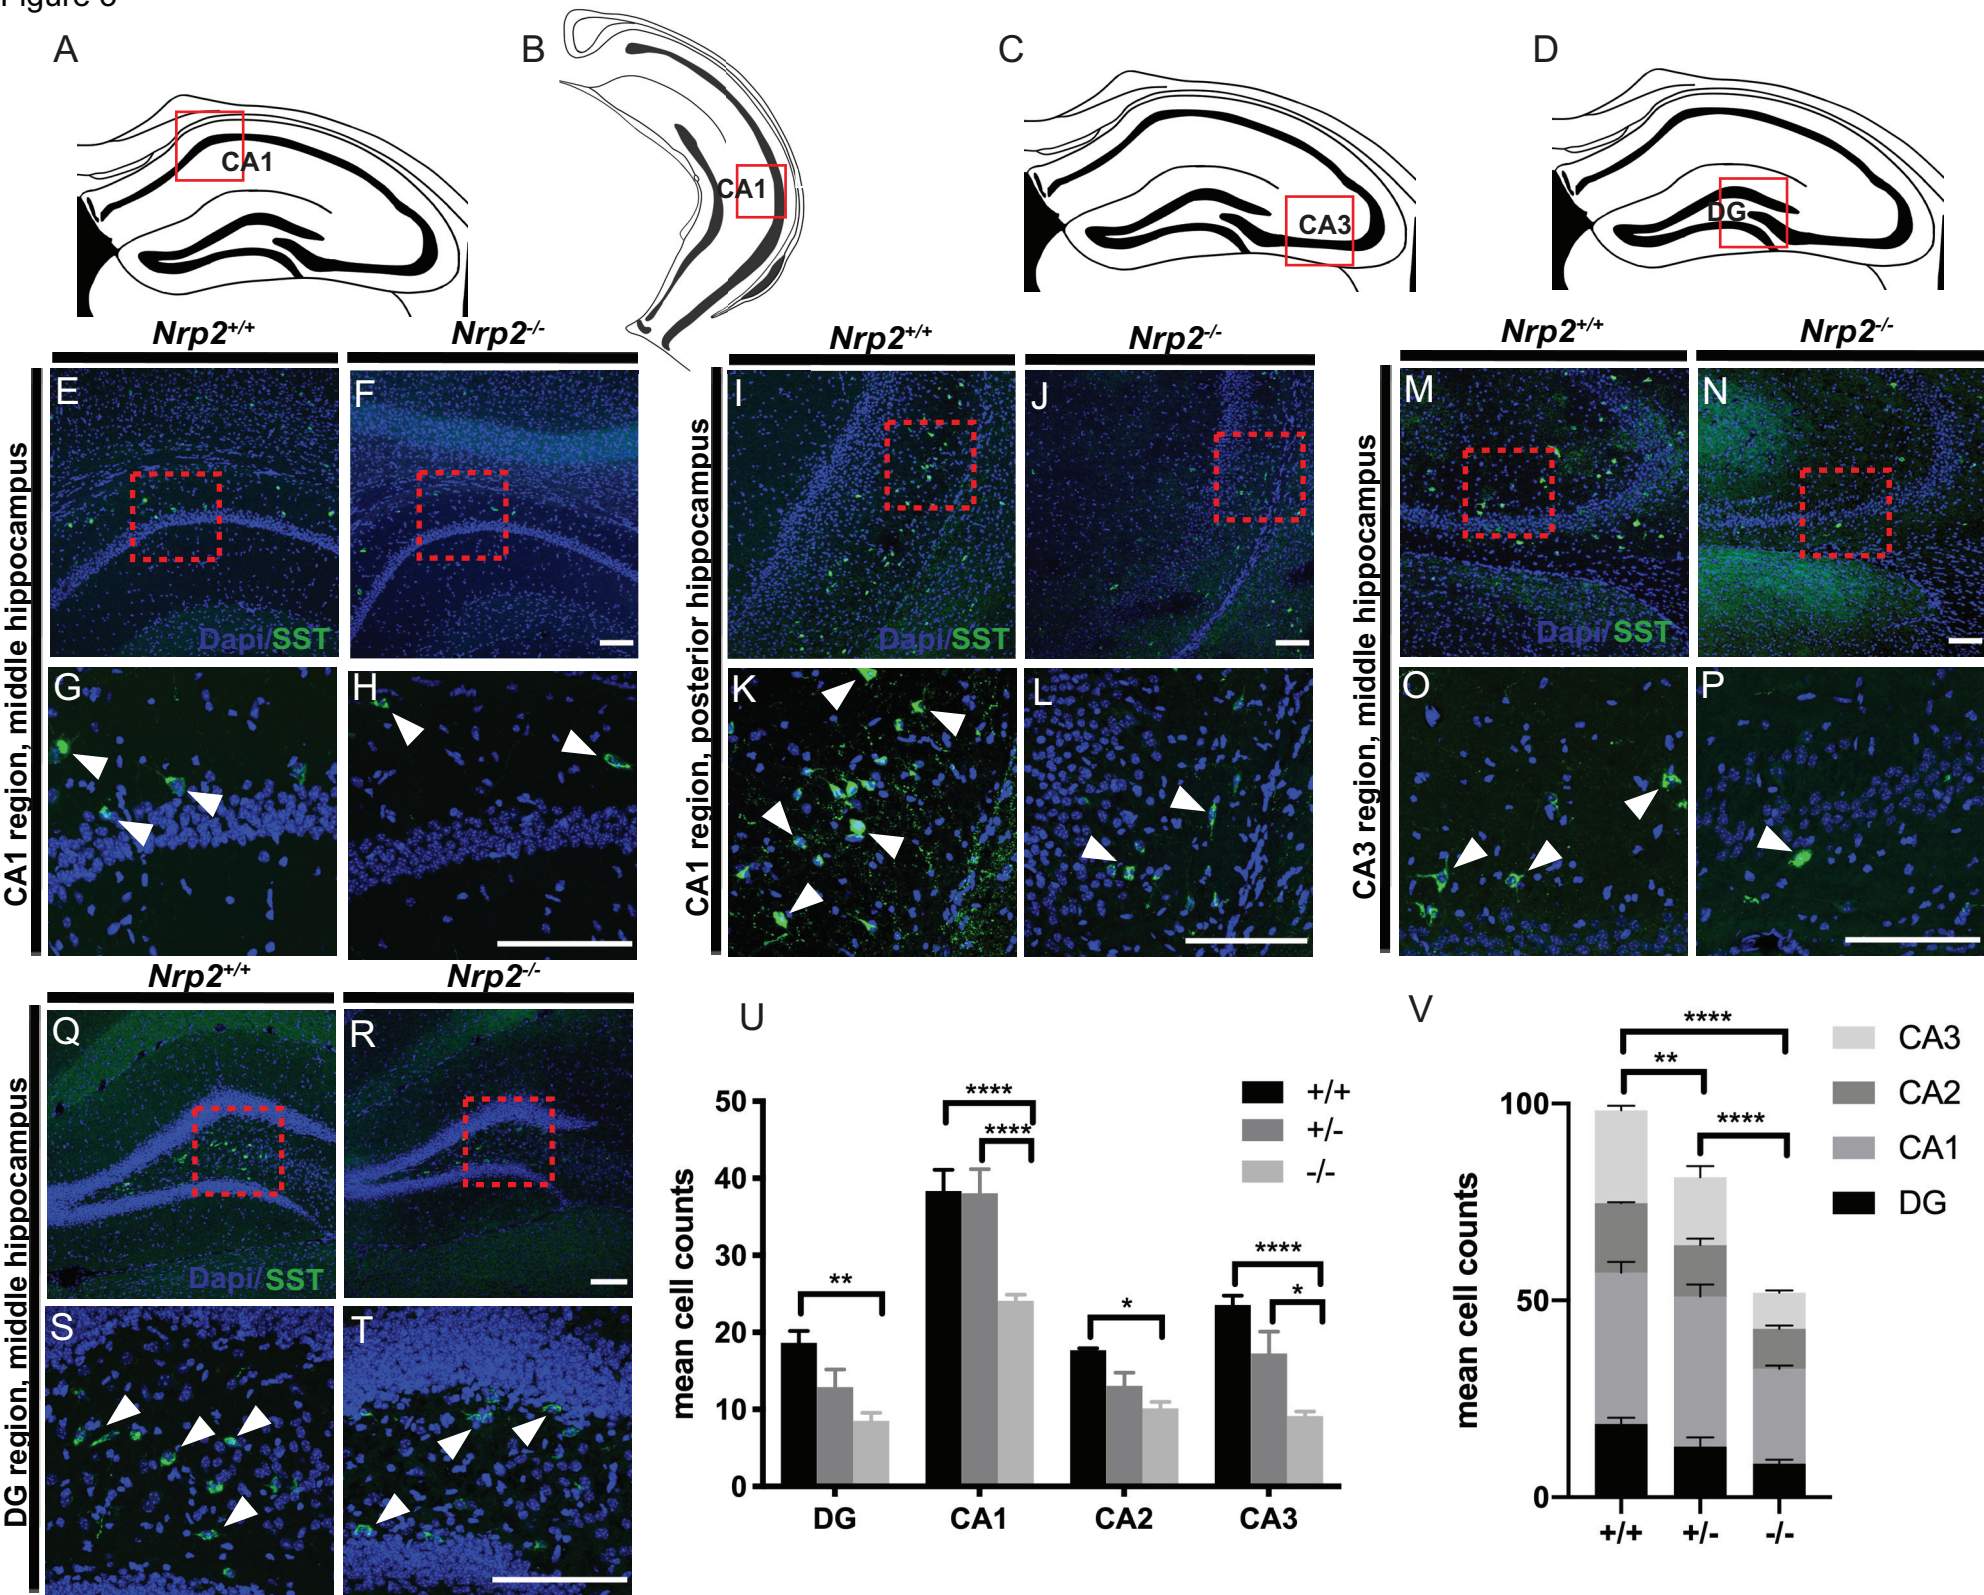 A
B
C
D
CA1
CA1
CA3
DG
Nrp2+/+
Nrp2-/-
Nrp2+/+
Nrp2-/-
Nrp2+/+
Nrp2-/-
CA1 region, middle hippocampus
E
F
Dapi/SST
G
H
CA1 region, posterior hippocampus
I
J
Dapi/SST
K
L
CA3 region, middle hippocampus
M
N
Dapi/SST
O
P
Nrp2+/+
Nrp2-/-
DG region, middle hippocampus
Q
R
Dapi/SST
S
T
U
mean cell counts
50
40
30
20
10
0
**
****
****
*
****
*
+/+
+/-
-/-
DG
CA1
CA2
CA3
V
mean cell counts
100
50
0
****
**
****
CA3
CA2
CA1
DG
+/+
+/-
-/-